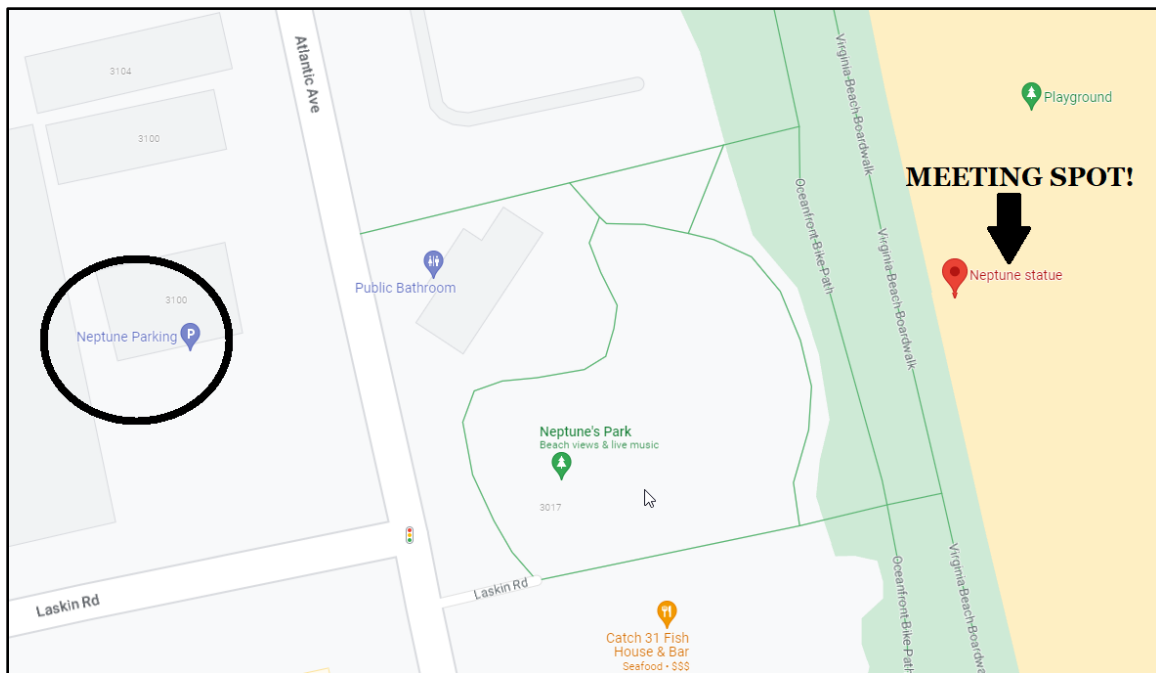 3104
Atlantic Ave
Virginia Beach Boardwalk
Playground
3100
MEETING SPOT!
Oceanfront Bike Path
Virginia Beach Boardwalk
Public Bathroom
Neptune statue
3100
Neptune Parking
P
Neptune's Park
Beach views & live music
3017
Laskin Rd
Laskin Rd
Oceanfront Bike Path
Virginia Beach Boardwa
Catch 31 Fish
House & Bar
Seafood • $$$